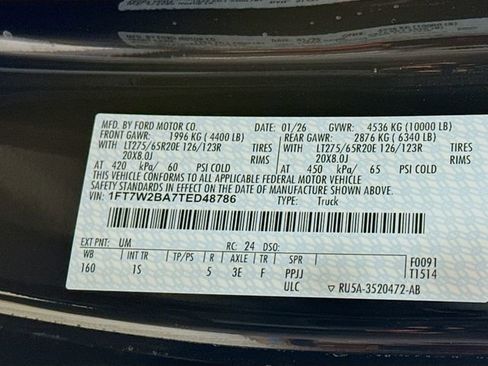 MFD. BY FORD MOTOR CO. 01/26 GVWR: 4536 KG (10000 LB)
FRONT GAWR: 1996 KG ( 4400 LB) REAR GAWR: 2876 KG ( 6340 LB)
WITH LT275/65R20E 126/123R TIRES WITH LT275/65R20E 126/123R TIRES
20X8.0J RIMS 20X8.0J RIMS
AT 420 kPa/ 60 PSI COLD AT 450 kPa/ 65 PSI COLD
THIS VEHICLE CONFORMS TO ALL APPLICABLE FEDERAL MOTOR VEHICLE
SAFETY STANDARDS IN EFFECT ON THE DATE OF MANUFACTURE SHOWN ABOVE.
VIN: 1FT7W2BA7TED48786 TYPE: Truck
EXT PNT: UM RC: 24 DSO:
WB INT TR TP/PS R AXLE TR SPR F0091
160 1S 5 3E F PPJJ T1514
ULC ▽ RU5A-3520472-AB